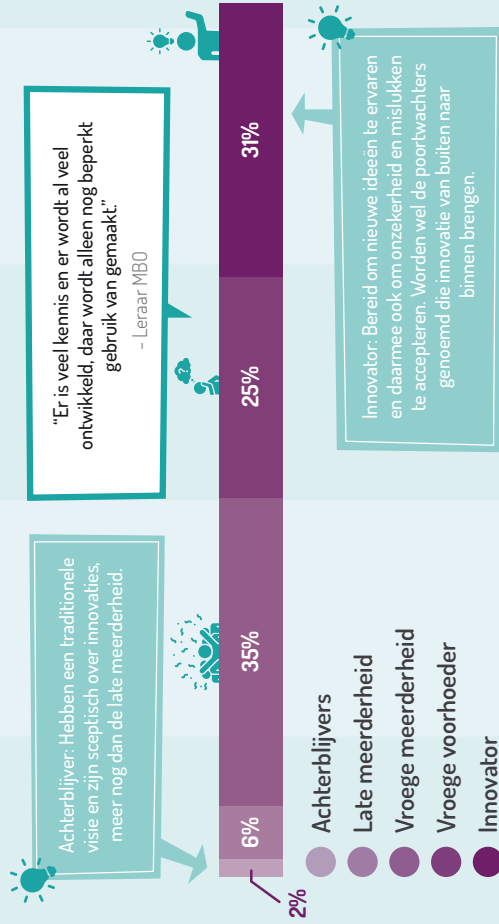 Achterblijver: Hebben een traditionele
visie en zijn sceptisch over innovaties,
meer nog dan de late meerderheid.
“Er is veel kennis en er wordt al veel
ontwikkeld, daar wordt alleen nog beperkt
gebruik van gemaakt.”
- Leraar MBO
2%
6%
35%
25%
31%
Achterblijvers
Late meerderheid
Vroege meerderheid
Vroege voorhoeder
Innovator
Innovator: Bereid om nieuwe ideeën te ervaren
en daarmee ook om onzekerheid en mislukken
te accepteren. Worden wel de poortwachters
genoemd die innovatie van buiten naar
binnen brengen.